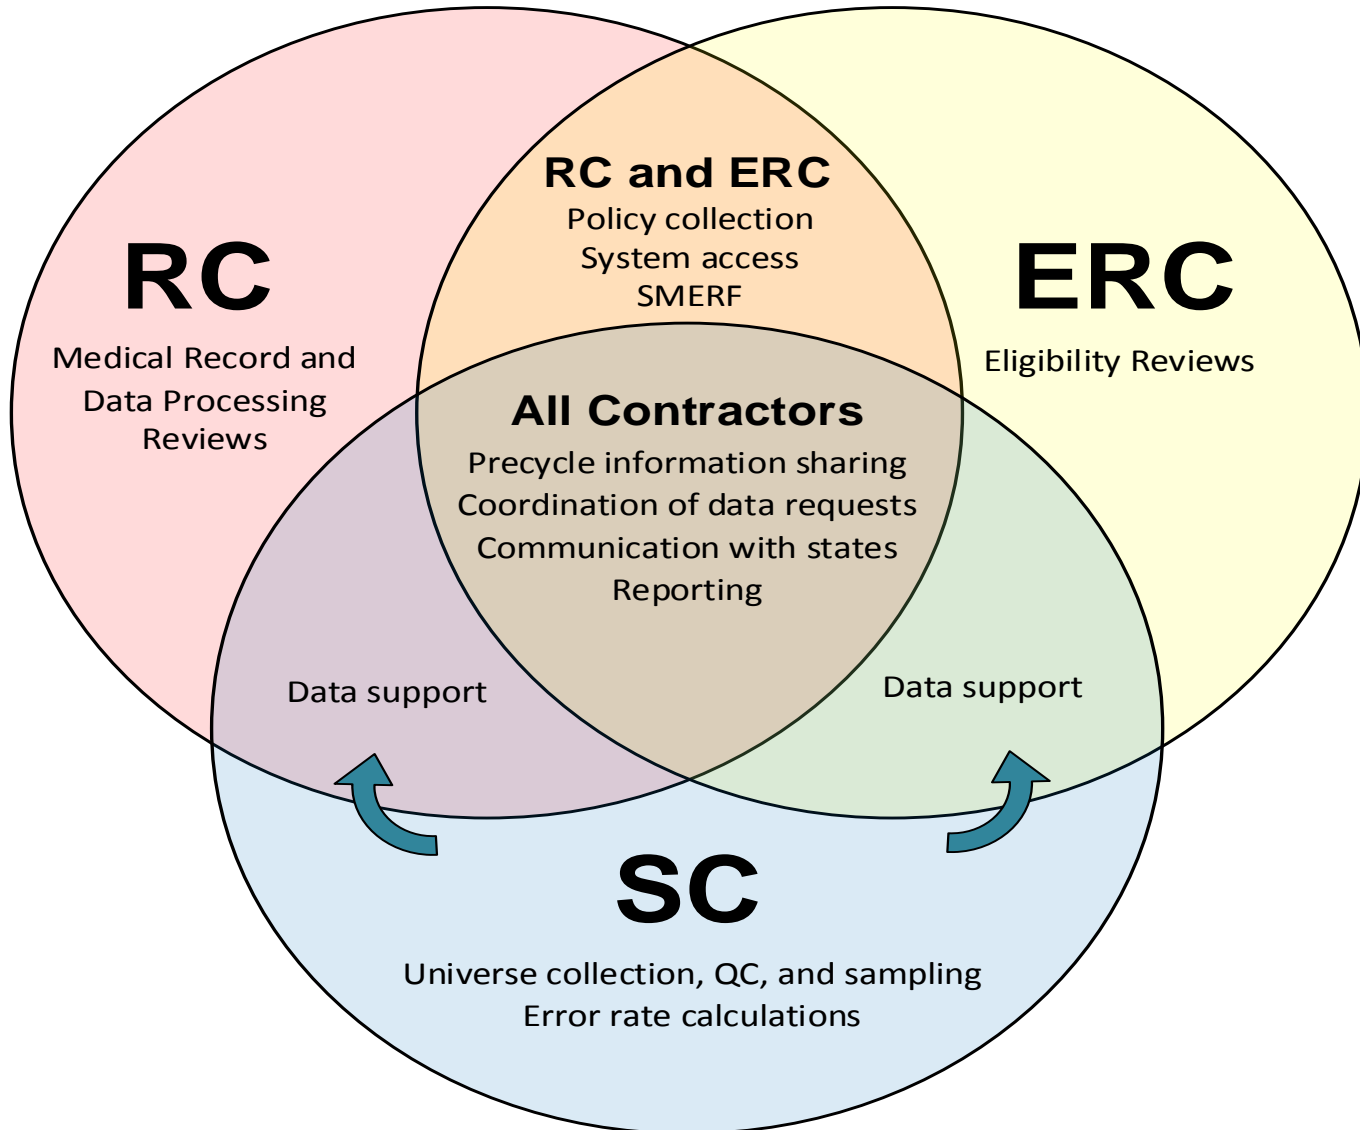 RC and ERC
Policy collection
System access
SMERF
RC
Medical Record and
Data Processing
Reviews
ERC
Eligibility Reviews
All Contractors
Precycle information sharing
Coordination of data requests
Communication with states
Reporting
Data support
Data support
SC
Universe collection, QC, and sampling
Error rate calculations